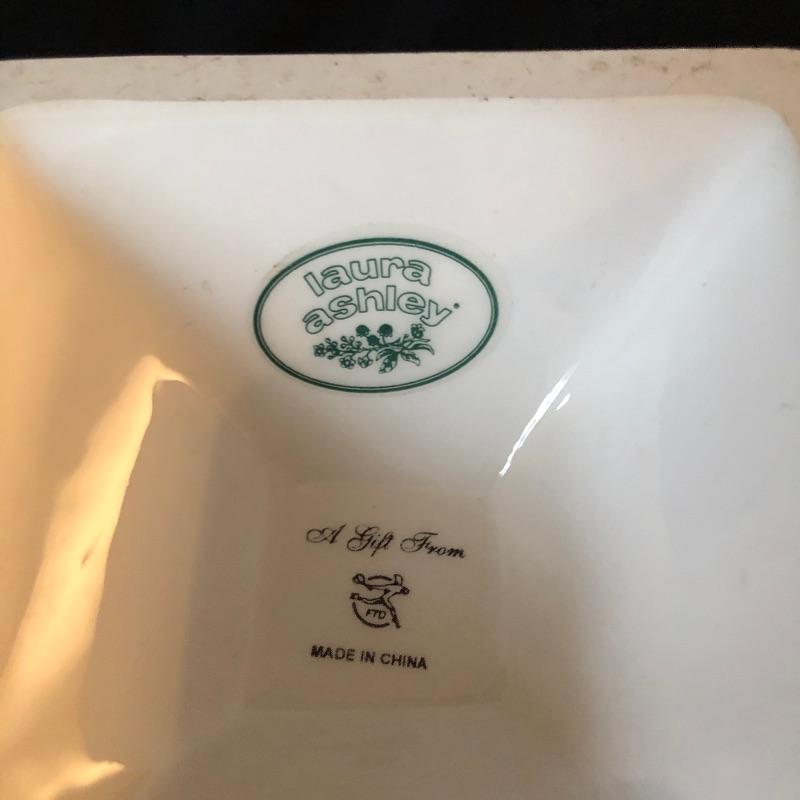 laura
ashley
A Gift From
FTD
MADE IN CHINA